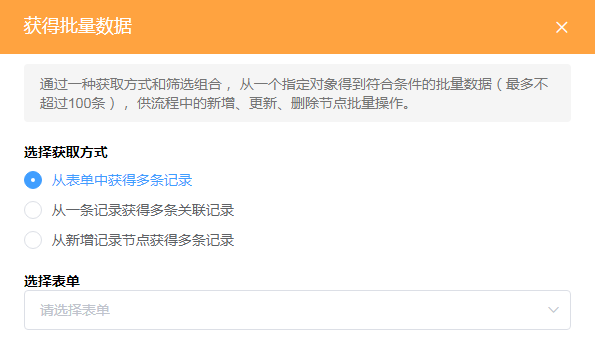 获得批量数据
通过一种获取方式和筛选组合，从一个指定对象得到符合条件的批量数据（最多不
超过100条），供流程中的新增、更新、删除节点批量操作。
选择获取方式
从表单中获得多条记录
从一条记录获得多条关联记录
从新增记录节点获得多条记录
选择表单
请选择表单